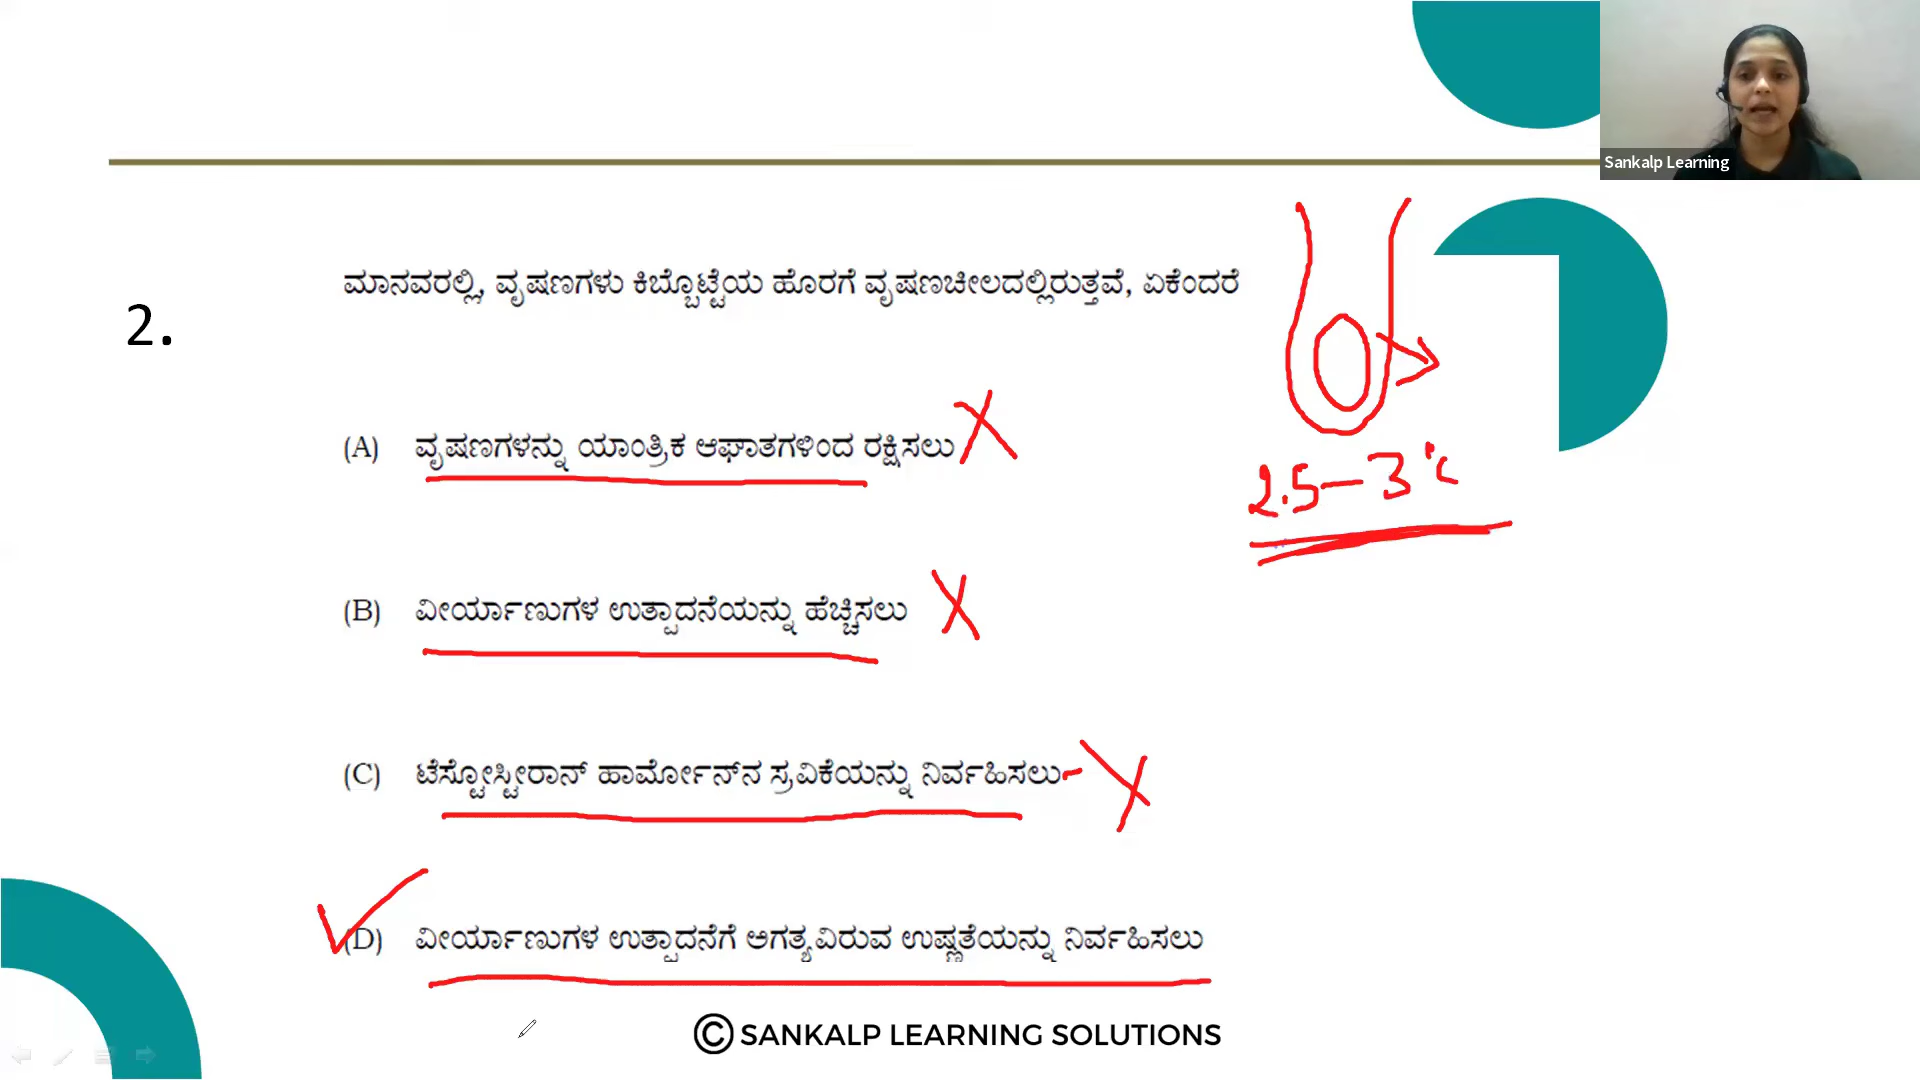 Sankalp Learning
2.
ಮಾನವರಲ್ಲಿ, ವೃಷಣಗಳು ಕಿಬ್ಬೊಟ್ಟೆಯ ಹೊರಗೆ ವೃಷಣಚೀಲದಲ್ಲಿರುತ್ತವೆ, ಏಕೆಂದರೆ
(A) ವೃಷಣಗಳನ್ನು ಯಾಂತ್ರಿಕ ಆಘಾತಗಳಿಂದ ರಕ್ಷಿಸಲು
2.5 – 3°C
(B) ವೀರ್ಯಾಣುಗಳ ಉತ್ಪಾದನೆಯನ್ನು ಹೆಚ್ಚಿಸಲು
(C) ಟೆಸ್ಟೋಸ್ಟೀರಾನ್ ಹಾರ್ಮೋನ್‌ನ ಸ್ರವಿಕೆಯನ್ನು ನಿರ್ವಹಿಸಲು
(D) ವೀರ್ಯಾಣುಗಳ ಉತ್ಪಾದನೆಗೆ ಅಗತ್ಯವಿರುವ ಉಷ್ಣತೆಯನ್ನು ನಿರ್ವಹಿಸಲು
© SANKALP LEARNING SOLUTIONS